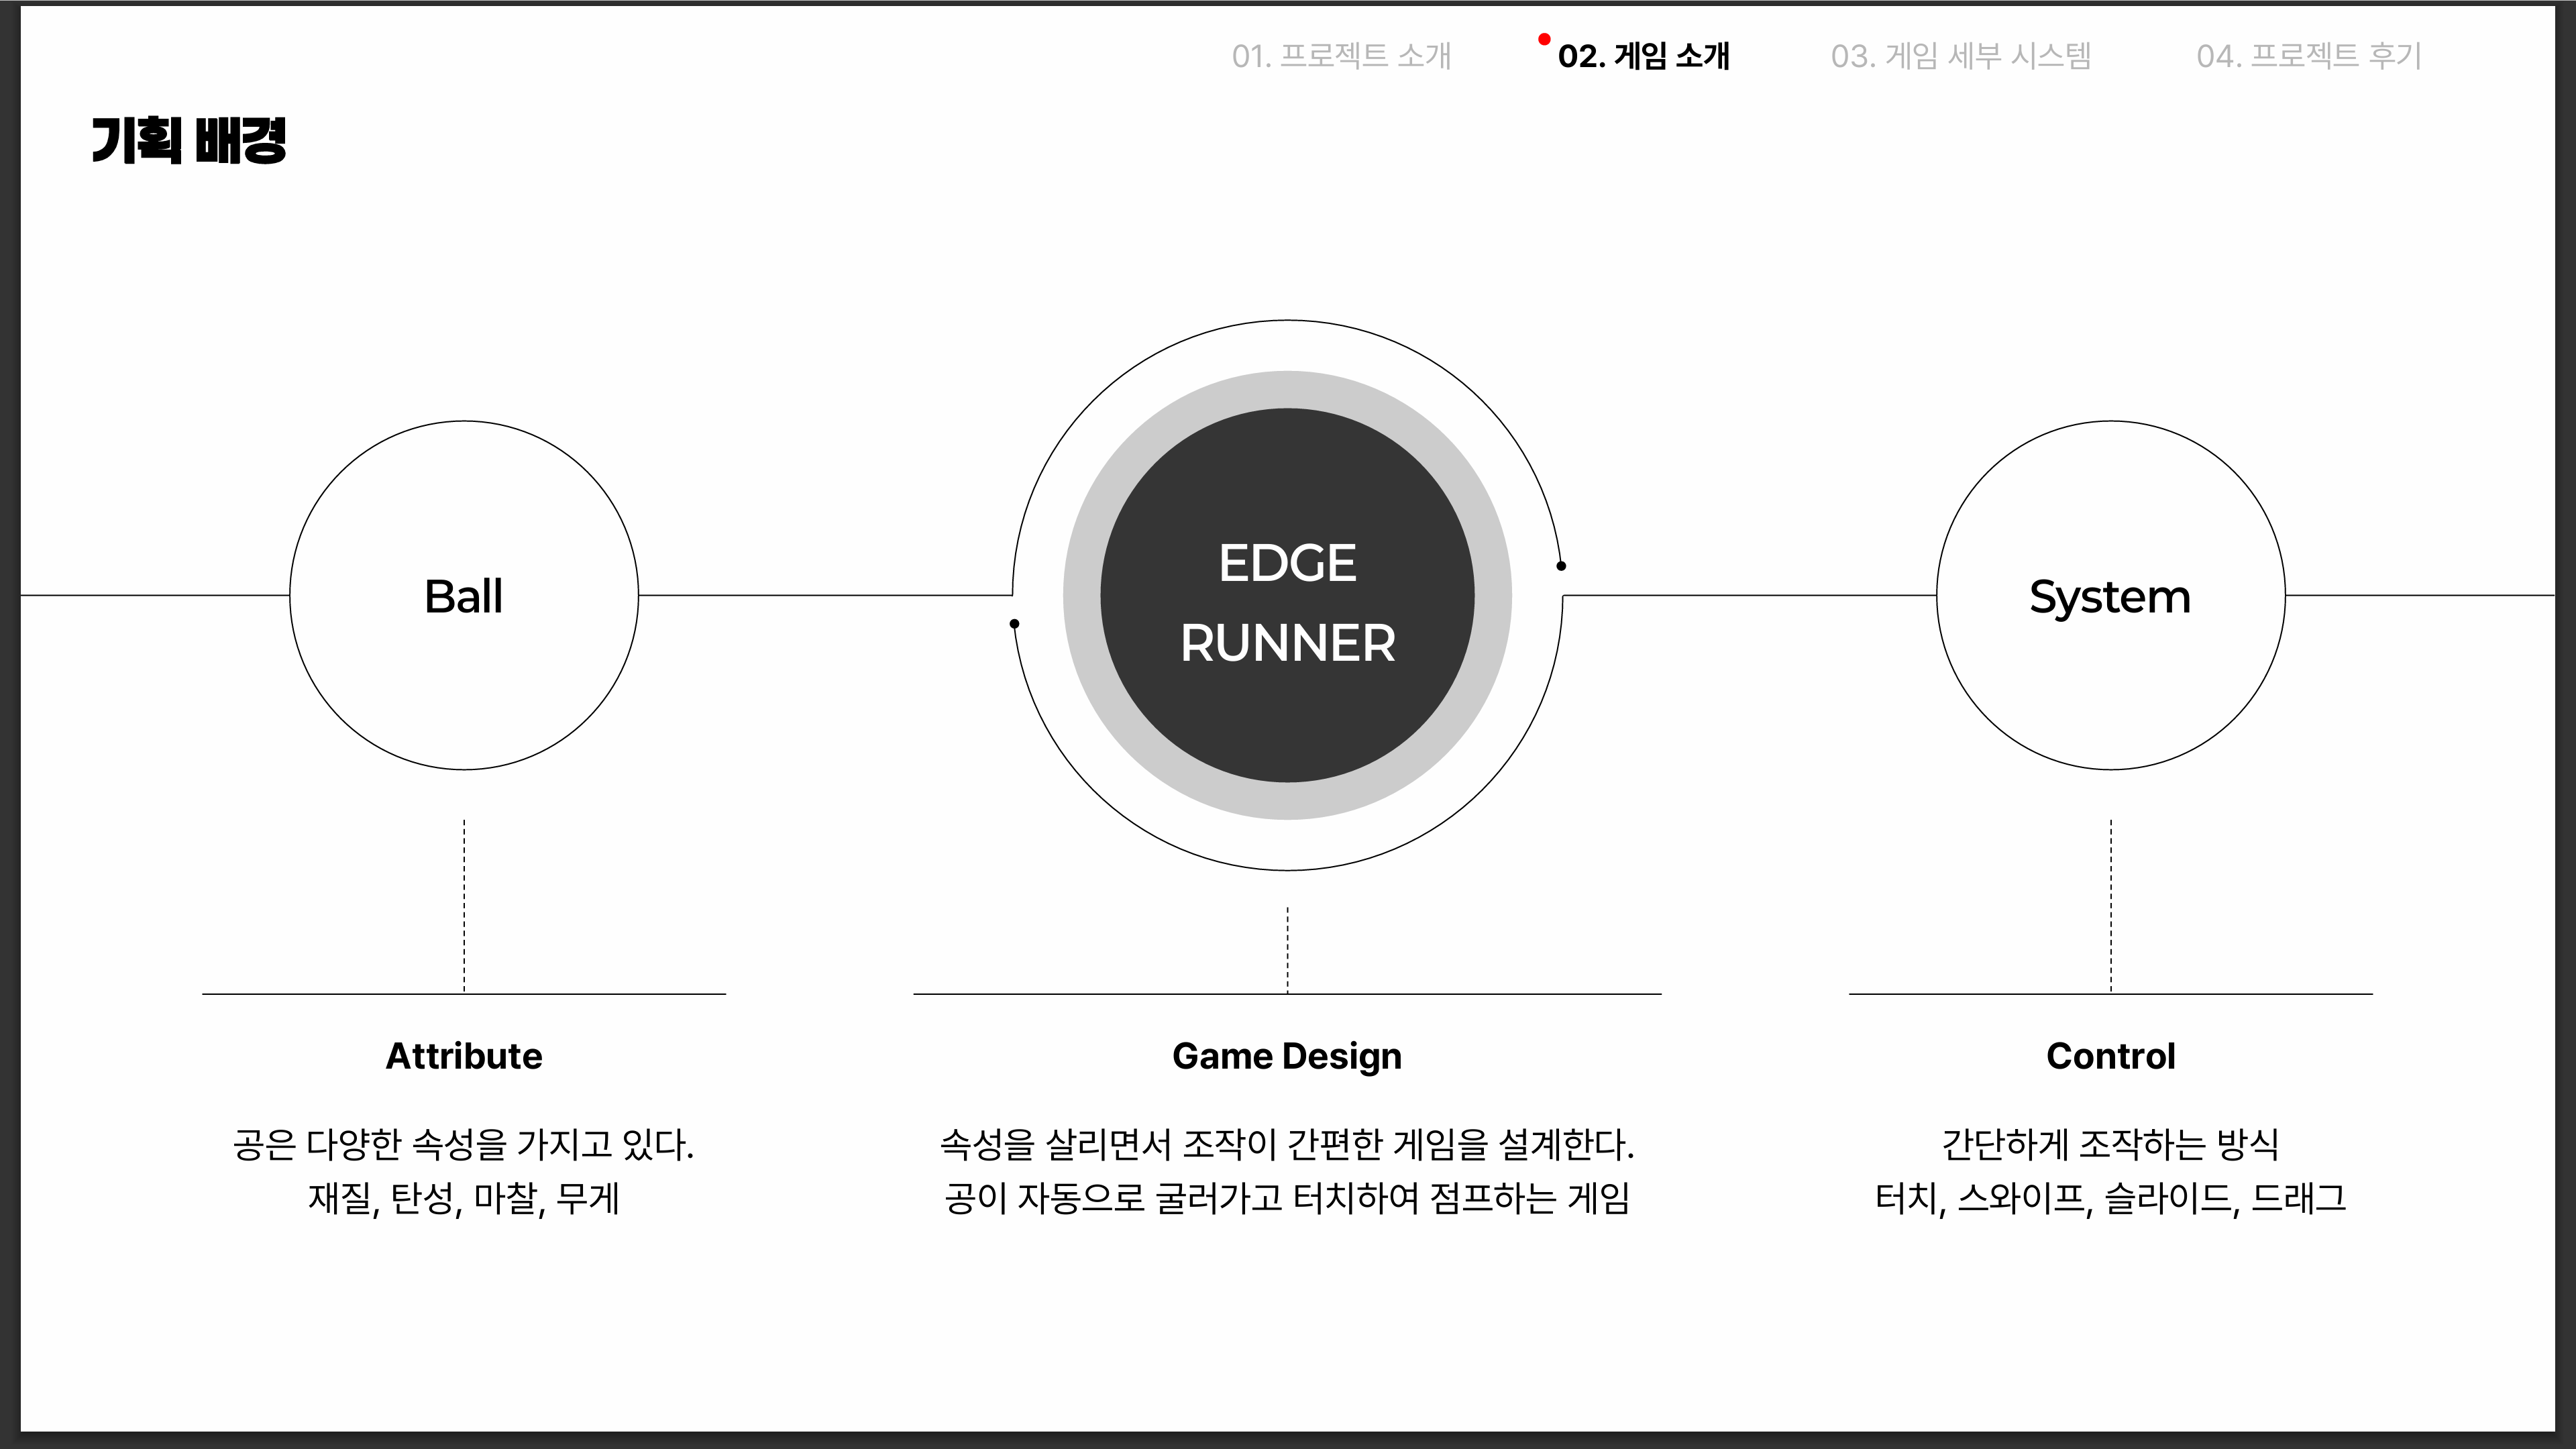 01. 프로젝트 소개
02. 게임 소개
03. 게임 세부 시스템
04. 프로젝트 후기
기획 배경
Ball
EDGE
RUNNER
System
Attribute
공은 다양한 속성을 가지고 있다.
재질, 탄성, 마찰, 무게
Game Design
속성을 살리면서 조작이 간편한 게임을 설계한다.
공이 자동으로 굴러가고 터치하여 점프하는 게임
Control
간단하게 조작하는 방식
터치, 스와이프, 슬라이드, 드래그